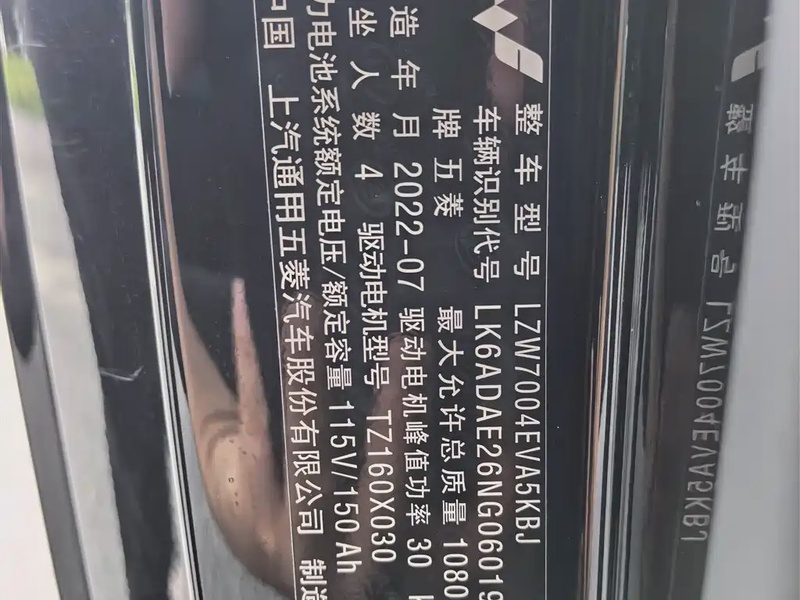 整车型号 LZW7004EVA5KBJ
车辆识别代号 LK6ADAE26NG06019
牌 五菱 最大允许总质量 1080
造年月 2022-07 驱动电机峰值功率 30 k
坐人数 4 驱动电机型号 TZ160X030
力电池系统额定电压/额定容量 115V/150Ah
中国 上汽通用五菱汽车股份有限公司 制造